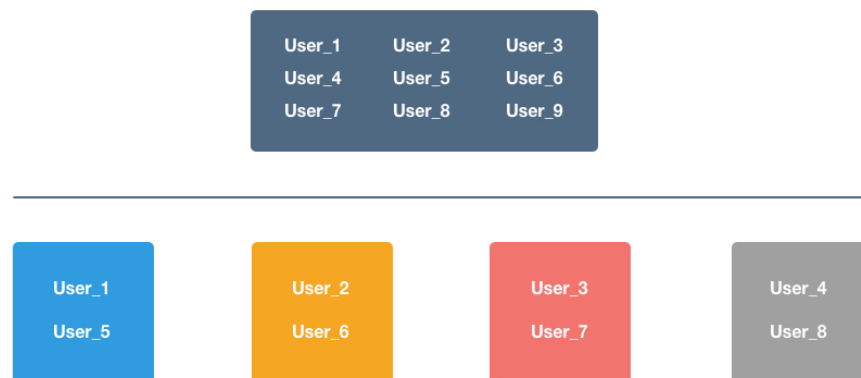 User_1 User_2 User_3
User_4 User_5 User_6
User_7 User_8 User_9
User_1 User_2 User_3 User_4
User_5 User_6 User_7 User_8